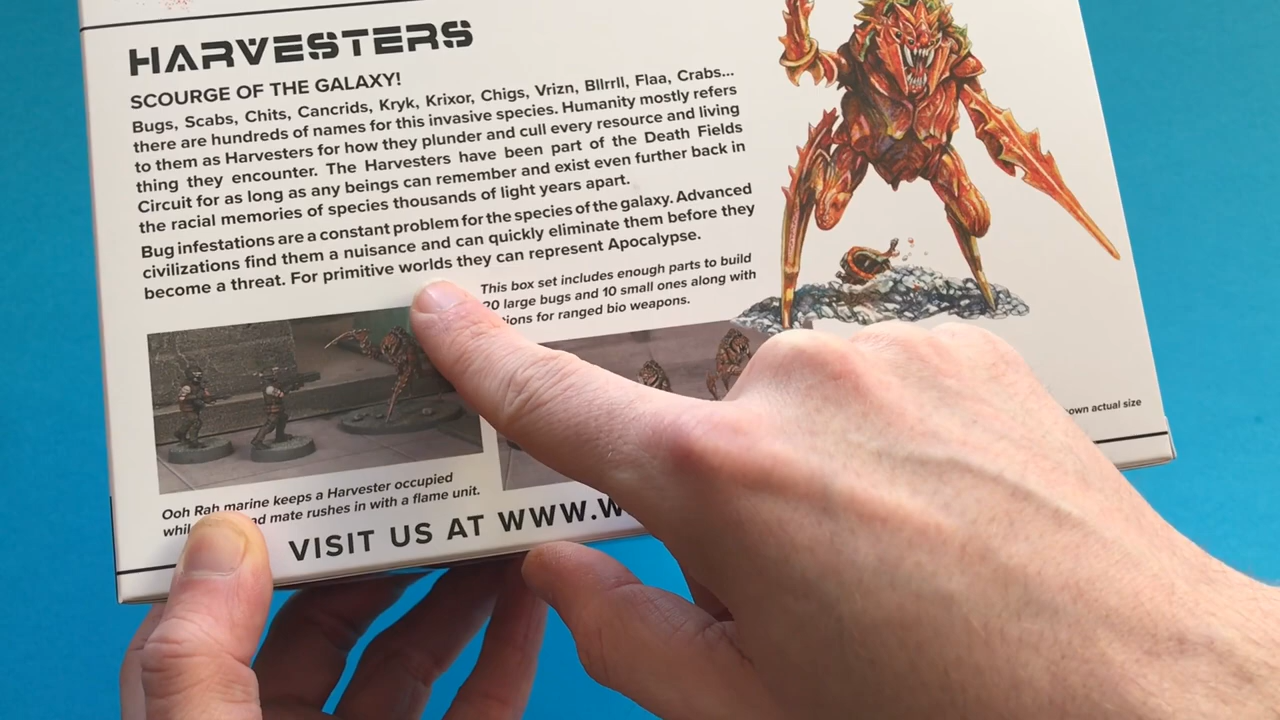 HARVESTERS
SCOURGE OF THE GALAXY!
Bugs, Scabs, Chits, Cancrids, Kryk, Krixor, Chigs, Vrizn, Bllrrll, Flaa, Crabs...
there are hundreds of names for this invasive species. Humanity mostly refers
to them as Harvesters for how they plunder and cull every resource and living
thing they encounter. The Harvesters have been part of the Death Fields
Circuit for as long as any beings can remember and exist even further back in
the racial memories of species thousands of light years apart.
Bug infestations are a constant problem for the species of the galaxy. Advanced
civilizations find them a nuisance and can quickly eliminate them before they
become a threat. For primitive worlds they can represent Apocalypse.
This box set includes enough parts to build
20 large bugs and 10 small ones along with
for ranged bio weapons.
Ooh Rah marine keeps a Harvester occupied
mate rushes in with a flame unit.
VISIT US AT WWW.W
actual size